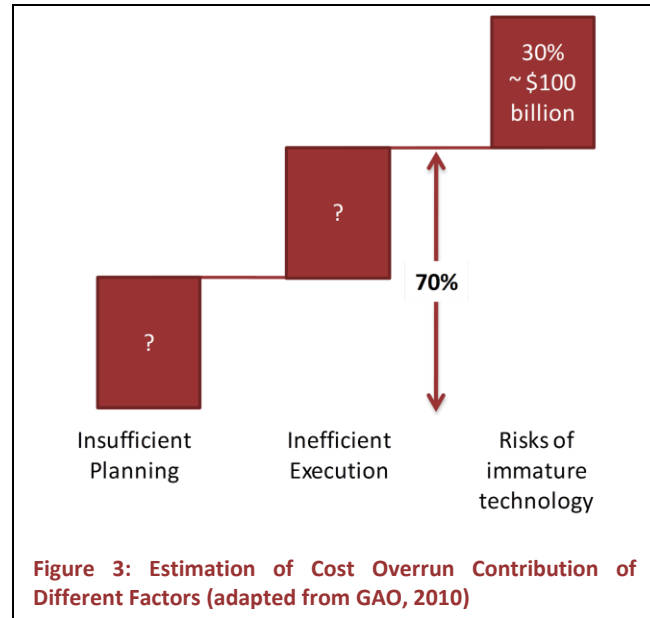 30%
~ $100
billion
?
70%
?
Insufficient
Planning
Inefficient
Execution
Risks of
immature
technology
Figure 3: Estimation of Cost Overrun Contribution of
Different Factors (adapted from GAO, 2010)